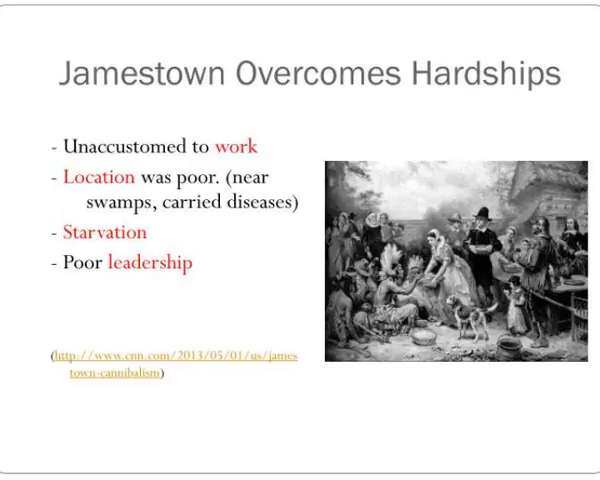 Jamestown Overcomes Hardships
- Unaccustomed to work
- Location was poor. (near
swamps, carried diseases)
- Starvation
- Poor leadership
(http://www.cnn.com/2013/05/01/us/james
town-cannibalism)